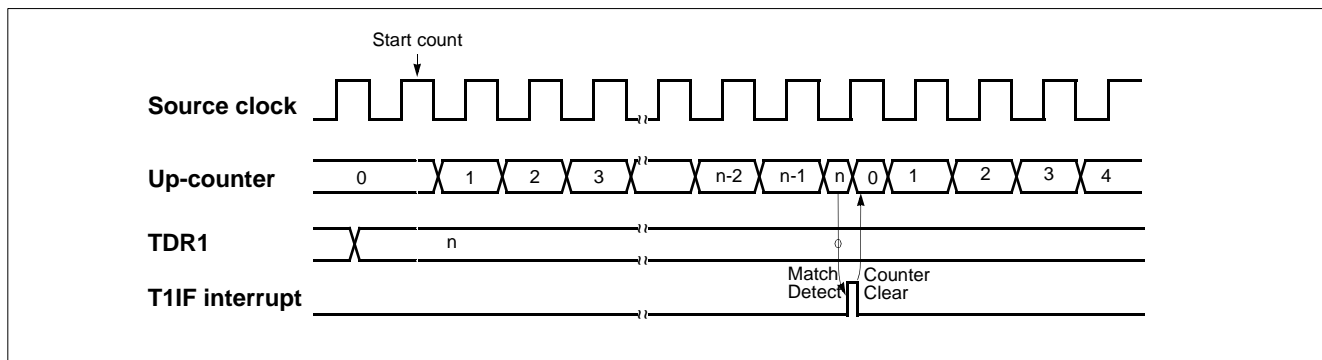 Start count
Source clock
Up-counter
0 1 2 3 n-2 n-1 n 0 1 2 3 4
TDR1
n
Match
Detect
Counter
Clear
T1IF interrupt